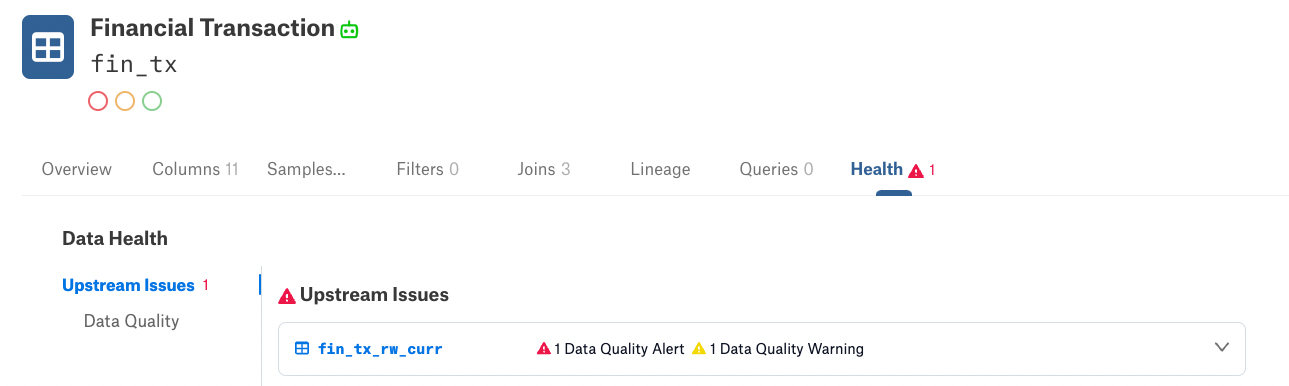 Financial Transaction
fin_tx
Overview Columns 11 Samples... Filters 0 Joins 3 Lineage Queries 0 Health 1
Data Health
Upstream Issues 1
Data Quality
Upstream Issues
fin_tx_rw_curr 1 Data Quality Alert 1 Data Quality Warning